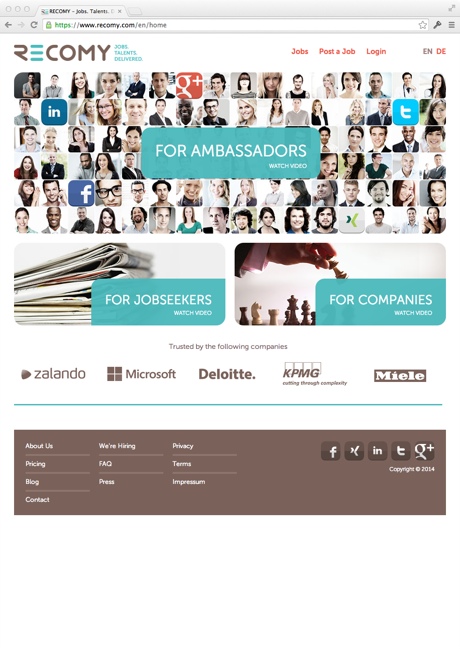 RECOMY - Jobs. Talents. D
https://www.recomy.com/en/home
RECOMY
JOBS.
TALENTS.
DELIVERED.
Jobs Post a Job Login EN DE
g+
in
FOR AMBASSADORS
WATCH VIDEO
f
FOR JOBSEEKERS
WATCH VIDEO
FOR COMPANIES
WATCH VIDEO
Trusted by the following companies
zalando
Microsoft
Deloitte.
KPMG
cutting through complexity
Miele
About Us We're Hiring Privacy
Pricing FAQ Terms
Blog Press Impressum
Contact
f in t g+
Copyright © 2014